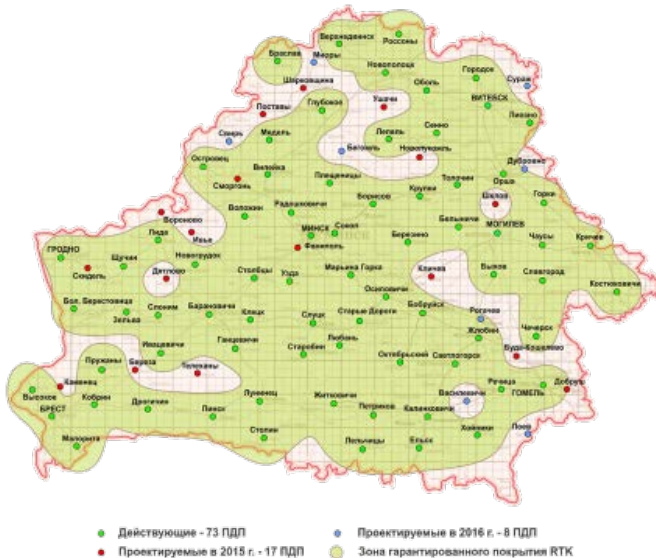 Верхнедвинск
Россоны
Браслав
Миоры
Новополоцк
Городок
Сураж
Шарковщина
Оболь
Поставы
Глубокое
Ушачи
ВИТЕБСК
Лиозно
Свирь
Мядель
Бегомль
Лепель
Сенно
Новолукомль
Островец
Вилейка
Дубровно
Сморгонь
Плещеницы
Крупки
Толочин
Орша
Радашковичи
Борисов
Шклов
Горки
Вороново
Воложин
Лида
Ивье
МИНСК
Сокол
Белыничи
МОГИЛЕВ
Березино
Чаусы
Кричев
ГРОДНО
Щучин
Новогрудок
Фаниполь
Скидель
Дятлово
Столбцы
Узда
Марьина Горка
Кличев
Быхов
Славгород
Костюковичи
Осиповичи
Бол. Берестовица
Слоним
Барановичи
Клецк
Слуцк
Старые Дороги
Бобруйск
Рогачев
Зельва
Чечерск
Жлобин
Любань
Ивацевичи
Ганцевичи
Старобин
Буда-Кошелево
Пружаны
Береза
Октябрьский
Светлогорск
Телеханы
Каменец
Речица
Добруш
Высокое
Василевичи
ГОМЕЛЬ
БРЕСТ
Кобрин
Дрогичин
Пинск
Лунинец
Житковичи
Петриков
Калинковичи
Столин
Хойники
Лоев
Малорита
Лельчицы
Ельск
Действующие - 73 ПДП
Проектируемые в 2016 г. - 8 ПДП
Проектируемые в 2015 г. - 17 ПДП
Зона гарантированного покрытия RTK